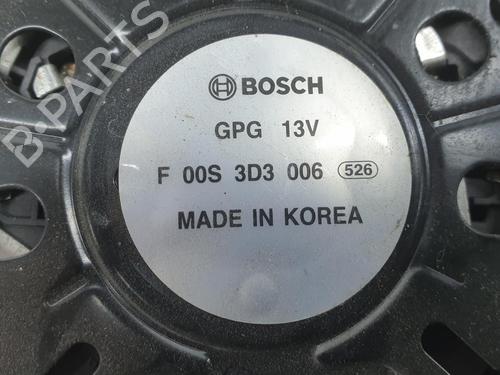 B-PARTS
BOSCH
GPG 13V
F 00S 3D3 006 526
MADE IN KOREA